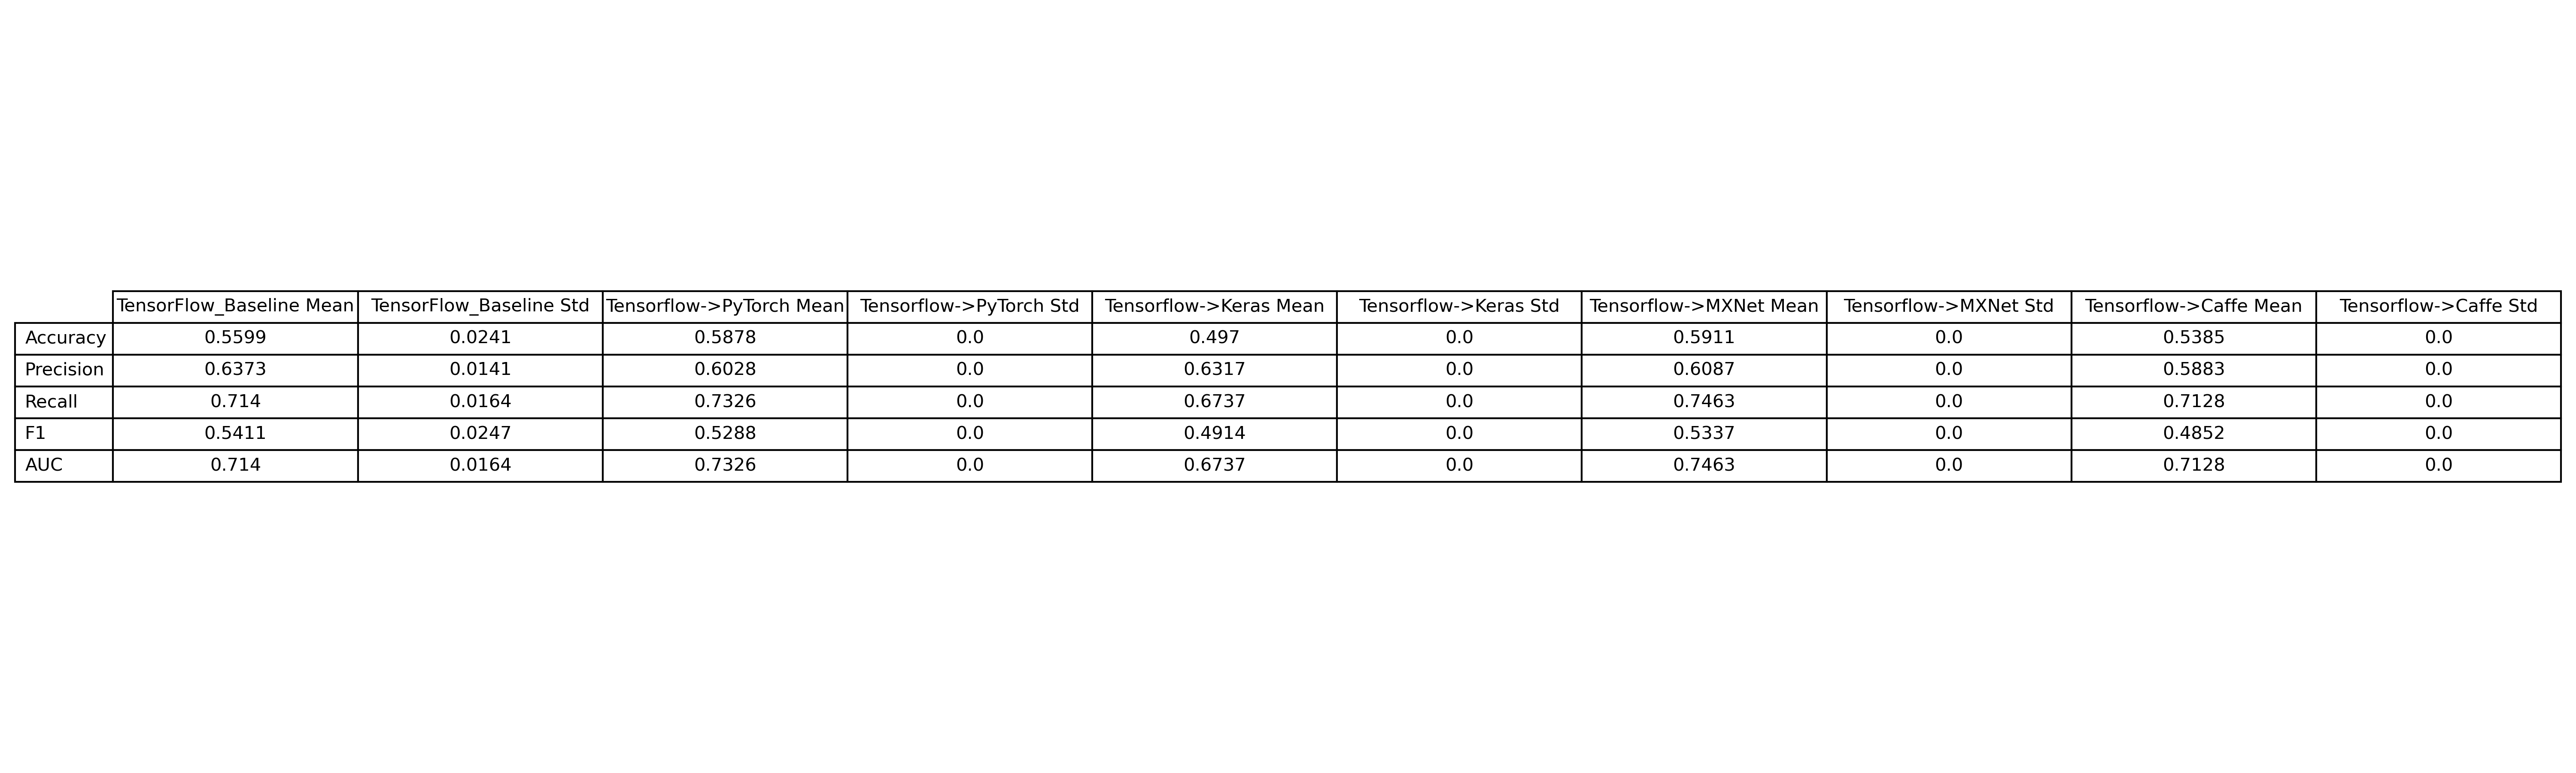 TensorFlow_Baseline Mean TensorFlow_Baseline Std Tensorflow->PyTorch Mean Tensorflow->PyTorch Std Tensorflow->Keras Mean Tensorflow->Keras Std Tensorflow->MXNet Mean Tensorflow->MXNet Std Tensorflow->Caffe Mean Tensorflow->Caffe Std
Accuracy 0.5599 0.0241 0.5878 0.0 0.497 0.0 0.5911 0.0 0.5385 0.0
Precision 0.6373 0.0141 0.6028 0.0 0.6317 0.0 0.6087 0.0 0.5883 0.0
Recall 0.714 0.0164 0.7326 0.0 0.6737 0.0 0.7463 0.0 0.7128 0.0
F1 0.5411 0.0247 0.5288 0.0 0.4914 0.0 0.5337 0.0 0.4852 0.0
AUC 0.714 0.0164 0.7326 0.0 0.6737 0.0 0.7463 0.0 0.7128 0.0